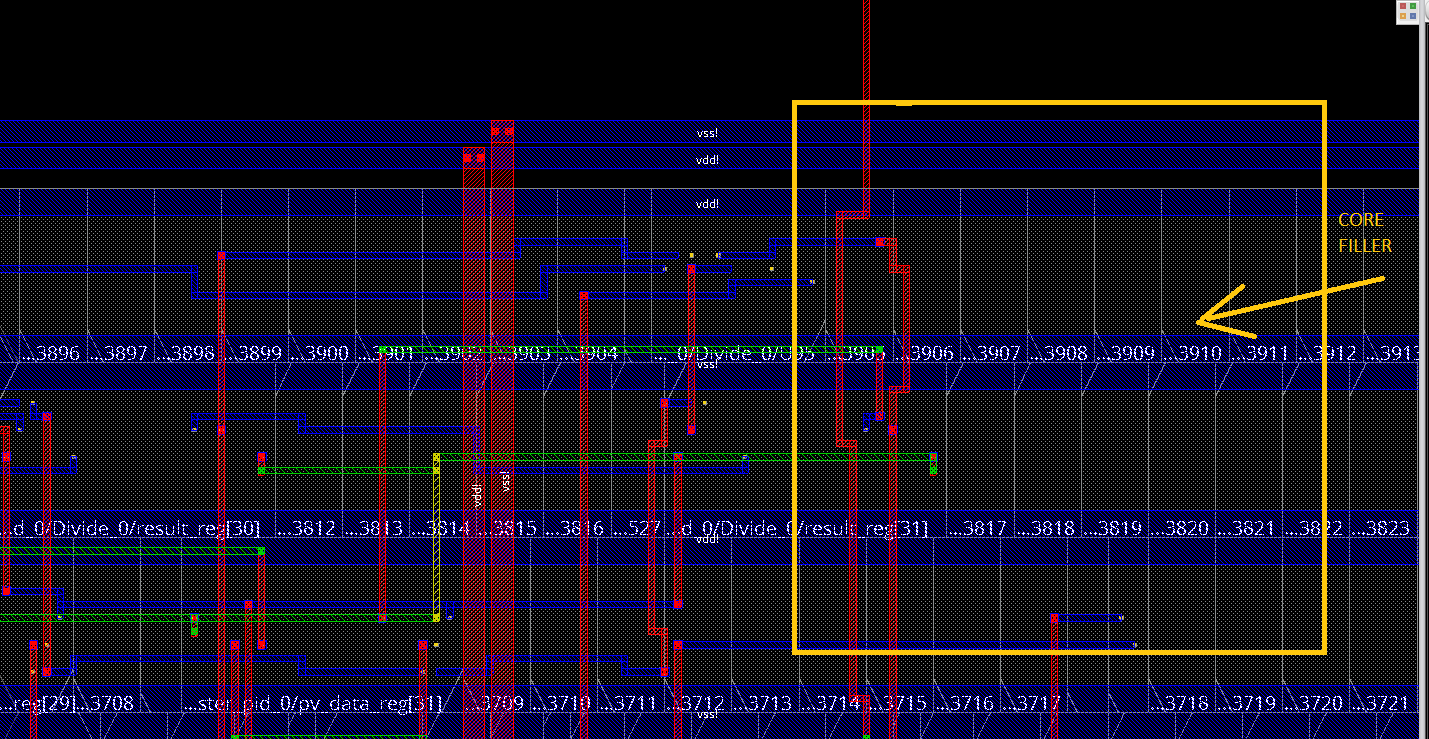 vss!
vdd!
vdd!
CORE
FILLER
...3896 ...3897 ...3898 ...3899 ...3900 ...3901 ...3903 ...3904 ...3906 ...3907 ...3908 ...3909 ...3910 ...3911 ...3912 ...3913
vss!
vdd!
vss!
...d_0/Divide_0/result_reg[30] ...3812 ...3813 ...3814 ...3815 ...3816 ...527 ...d_0/Divide_0/result_reg[31] ...3817 ...3818 ...3819 ...3820 ...3821 ...3822 ...3823
vdd!
...reg[29] ...3708 ...ster_pid_0/pv_data_reg[31] ...3709 ...3710 ...3711 ...3712 ...3713 ...3714 ...3715 ...3716 ...3717 ...3718 ...3719 ...3720 ...3721
vss!